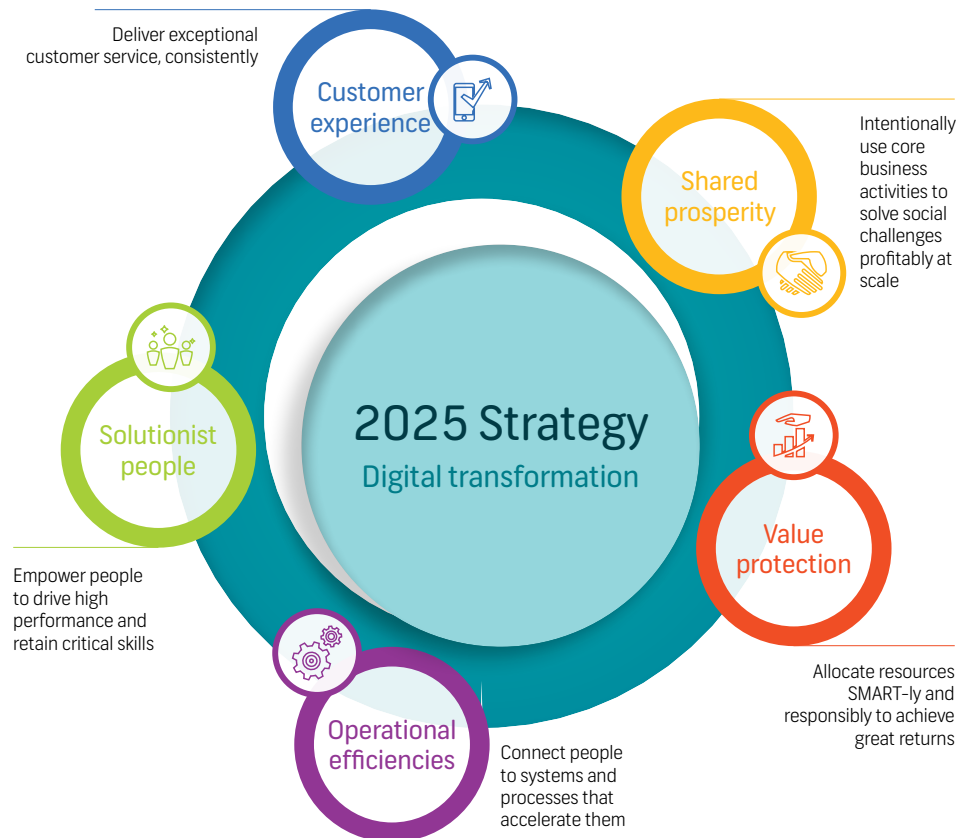 Deliver exceptional
customer service, consistently
Customer
experience
Shared
prosperity
Intentionally
use core
business
activities to
solve social
challenges
profitably at
scale
2025 Strategy
Digital transformation
Solutionist
people
Empower people
to drive high
performance and
retain critical skills
Value
protection
Allocate resources
SMART-ly and
responsibly to achieve
great returns
Operational
efficiencies
Connect people
to systems and
processes that
accelerate them